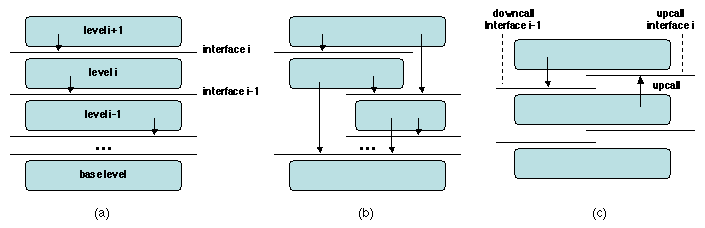 level i+1
interface i
level i
interface i-1
level i-1
...
base level
(a)
...
(b)
downcall
Interface i-1
upcall
interface i
upcall
(c)